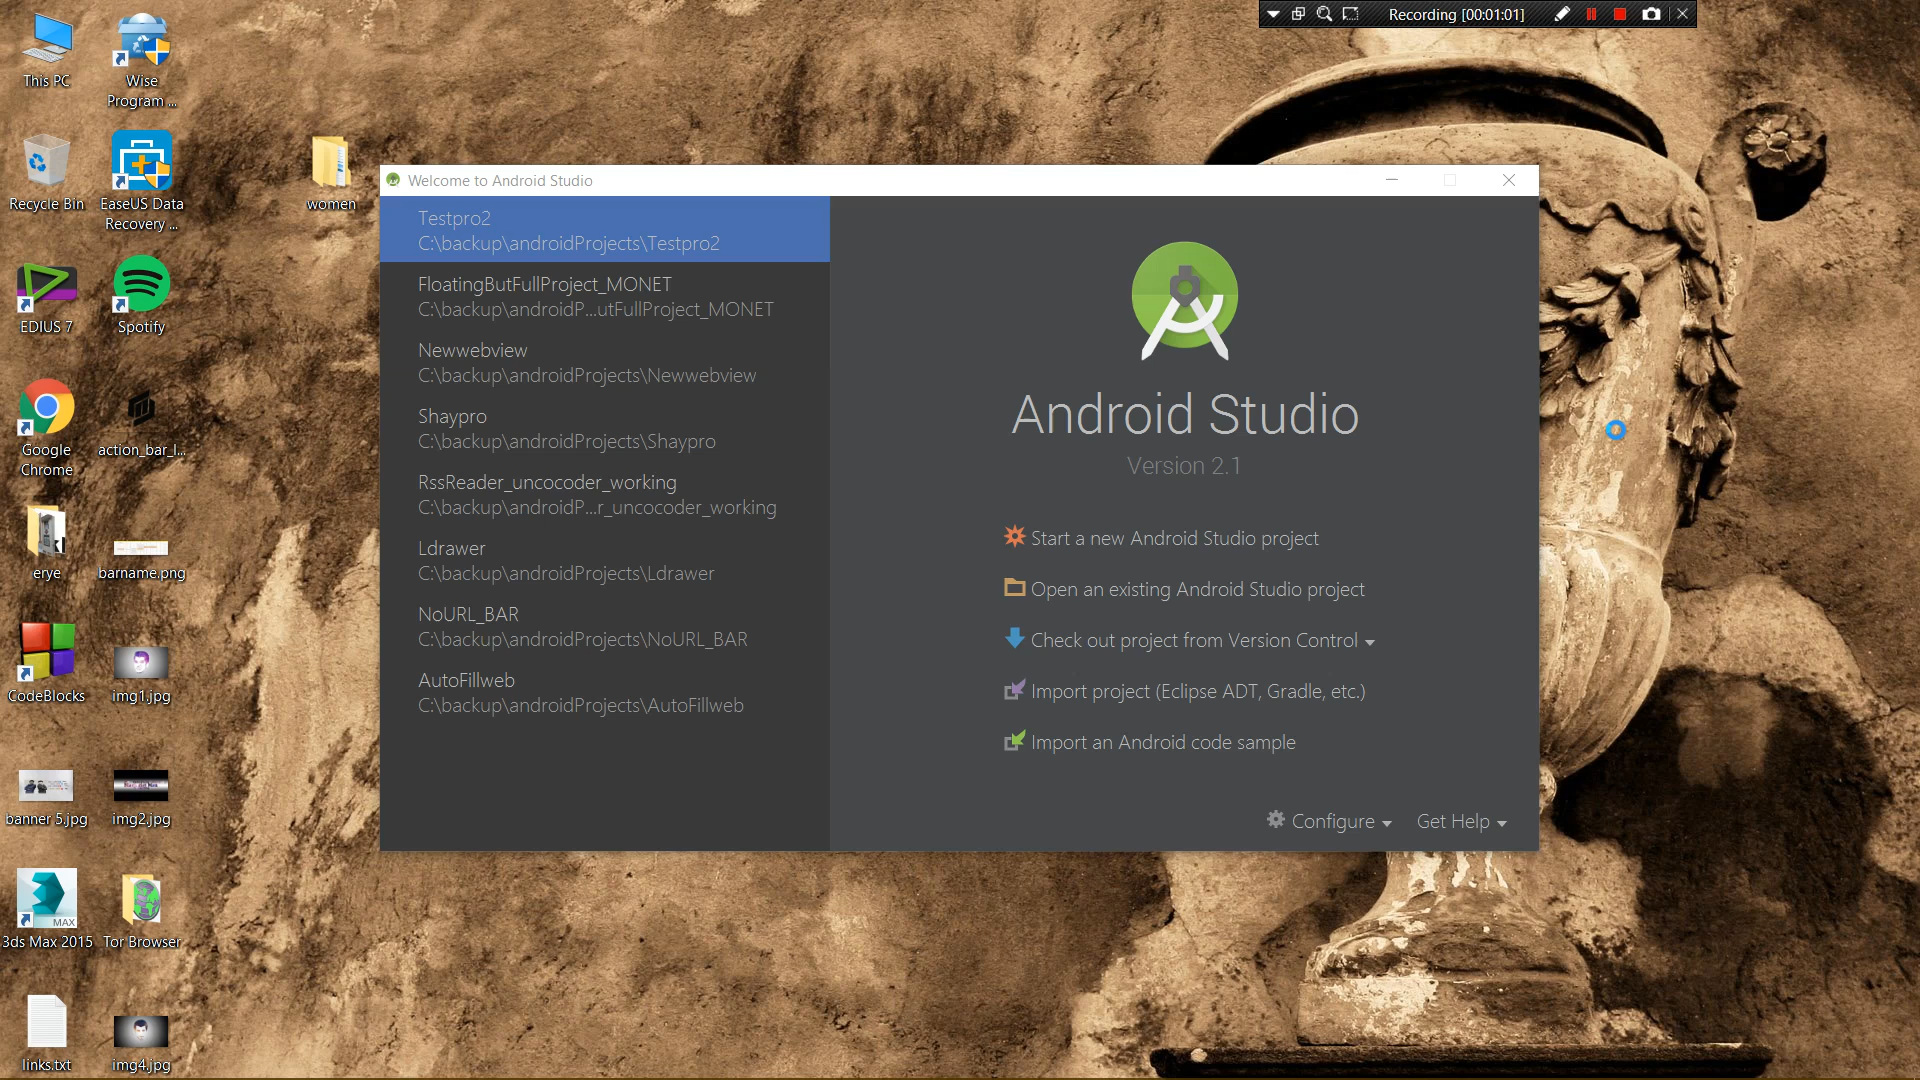 Recording [00:01:01]
This PC
Wise
Program ...
Recycle Bin
EaseUS Data
Recovery ...
women
EDIUS 7
Spotify
Google
Chrome
action_bar_l...
erye
barname.png
CodeBlocks
img1.jpg
banner 5.jpg
img2.jpg
MAX
3ds Max 2015
Tor Browser
links.txt
img4.jpg
Welcome to Android Studio
Testpro2
C:\backup\androidProjects\Testpro2
FloatingButFullProject_MONET
C:\backup\androidP...utFullProject_MONET
Newwebview
C:\backup\androidProjects\Newwebview
Shaypro
C:\backup\androidProjects\Shaypro
RssReader_uncocoder_working
C:\backup\androidP...r_uncocoder_working
Ldrawer
C:\backup\androidProjects\Ldrawer
NoURL_BAR
C:\backup\androidProjects\NoURL_BAR
AutoFillweb
C:\backup\androidProjects\AutoFillweb
Android Studio
Version 2.1
Start a new Android Studio project
Open an existing Android Studio project
Check out project from Version Control
Import project (Eclipse ADT, Gradle, etc.)
Import an Android code sample
Configure
Get Help